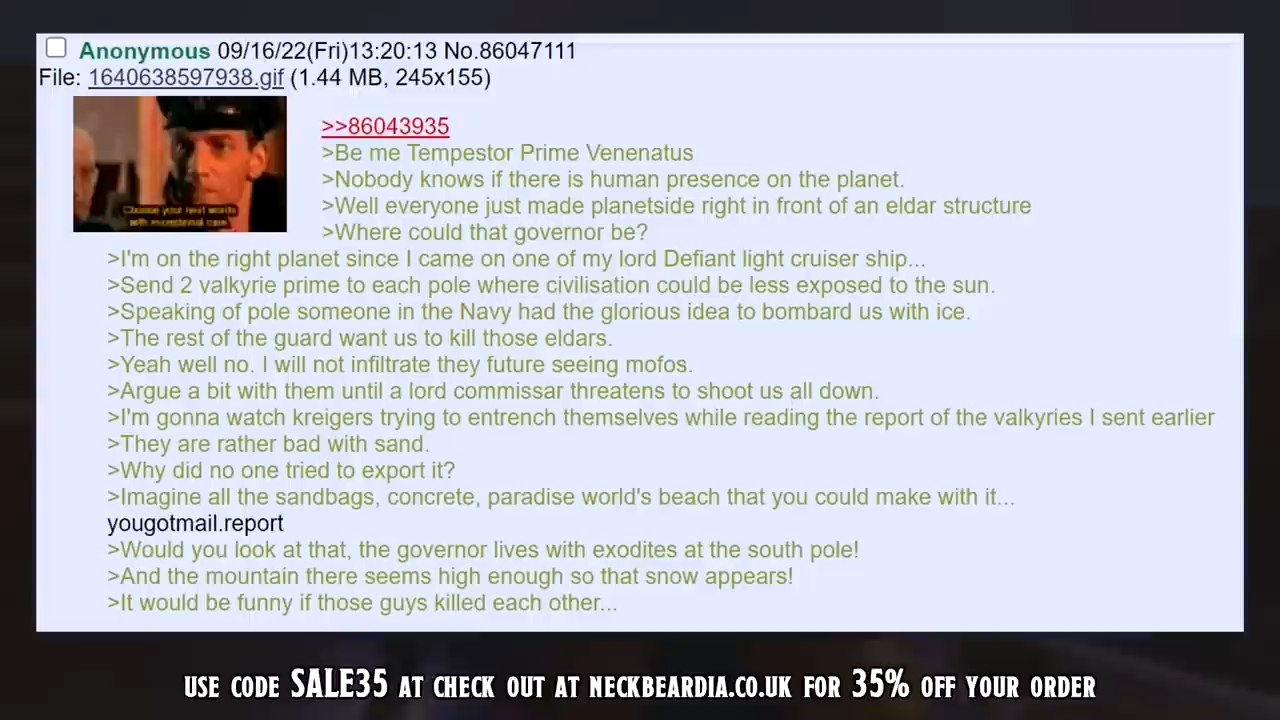 Anonymous 09/16/22(Fri)13:20:13 No.86047111
File: 1640638597938.gif (1.44 MB, 245x155)
Choose your next words
with exceptional care
>>86043935
>Be me Tempestor Prime Venenatus
>Nobody knows if there is human presence on the planet.
>Well everyone just made planetside right in front of an eldar structure
>Where could that governor be?
>I'm on the right planet since I came on one of my lord Defiant light cruiser ship...
>Send 2 valkyrie prime to each pole where civilisation could be less exposed to the sun.
>Speaking of pole someone in the Navy had the glorious idea to bombard us with ice.
>The rest of the guard want us to kill those eldars.
>Yeah well no. I will not infiltrate they future seeing mofos.
>Argue a bit with them until a lord commissar threatens to shoot us all down.
>I'm gonna watch kreigers trying to entrench themselves while reading the report of the valkyries I sent earlier
>They are rather bad with sand.
>Why did no one tried to export it?
>Imagine all the sandbags, concrete, paradise world's beach that you could make with it...
yougotmail.report
>Would you look at that, the governor lives with exodites at the south pole!
>And the mountain there seems high enough so that snow appears!
>It would be funny if those guys killed each other...
USE CODE SALE35 AT CHECK OUT AT NECKBEARDIA.CO.UK FOR 35% OFF YOUR ORDER